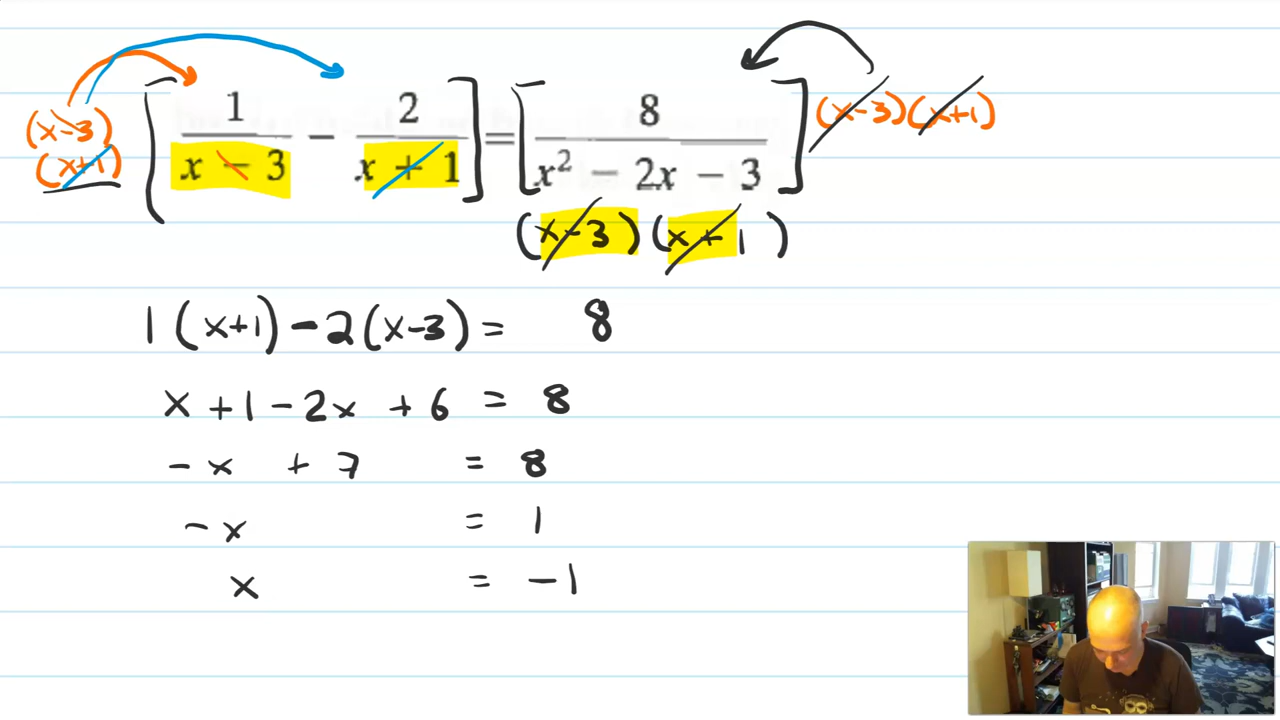 (x-3) [ 1/(x - 3) - 2/(x + 1) ] = [ 8/(x² - 2x - 3) ] (x-3)(x+1)
(x+1)
(x-3)(x+1)
1(x+1)-2(x-3)= 8
x+1-2x+6 = 8
-x + 7 = 8
-x = 1
x = -1